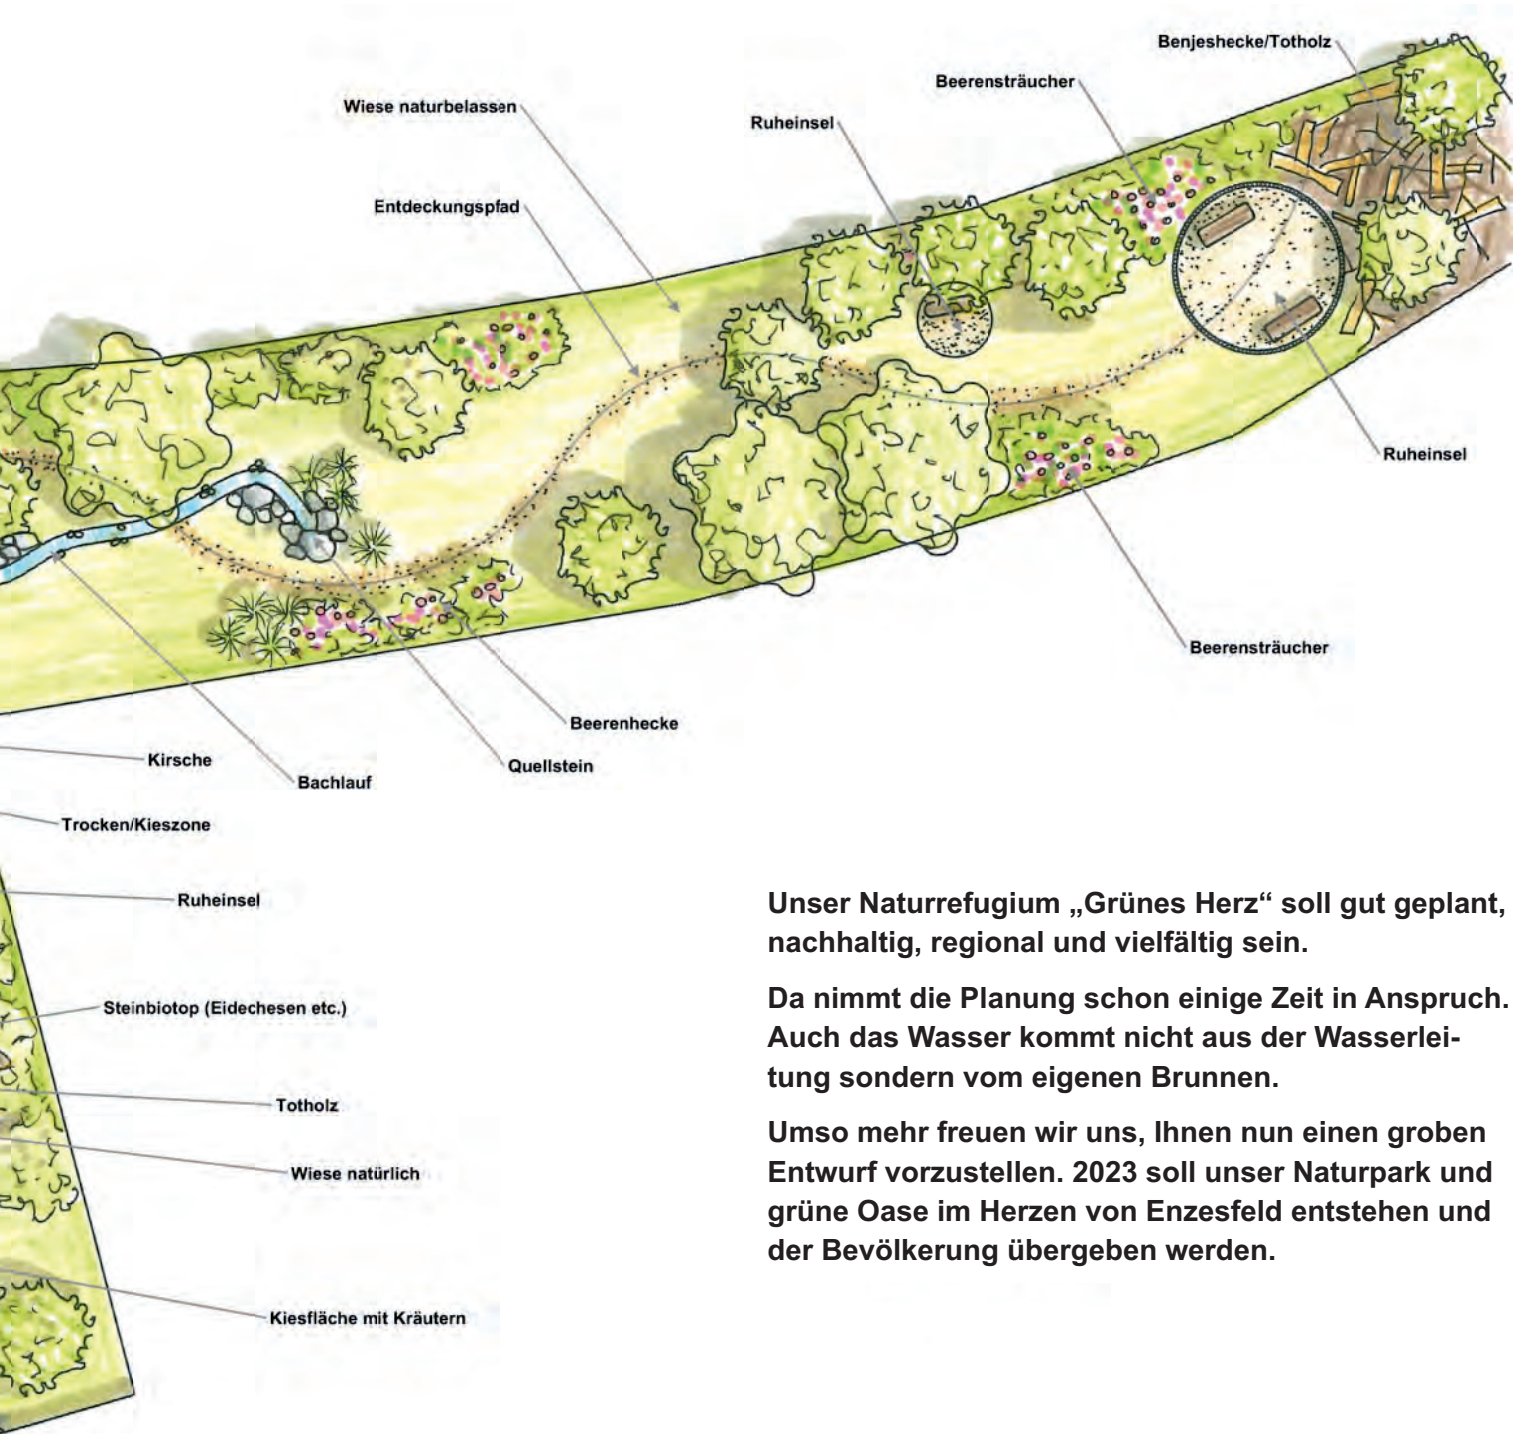 Benjeshecke/Totholz
Beerensträucher
Wiese naturbelassen
Ruheinsel
Entdeckungspfad
Ruheinsel
Beerensträucher
Beerenhecke
Kirsche
Quellstein
Bachlauf
Trocken/Kieszone
Ruheinsel
Steinbiotop (Eidechesen etc.)
Totholz
Wiese natürlich
Kiesfläche mit Kräutern
Unser Naturrefugium „Grünes Herz“ soll gut geplant,
nachhaltig, regional und vielfältig sein.
Da nimmt die Planung schon einige Zeit in Anspruch.
Auch das Wasser kommt nicht aus der Wasserlei-
tung sondern vom eigenen Brunnen.
Umso mehr freuen wir uns, Ihnen nun einen groben
Entwurf vorzustellen. 2023 soll unser Naturpark und
grüne Oase im Herzen von Enzesfeld entstehen und
der Bevölkerung übergeben werden.